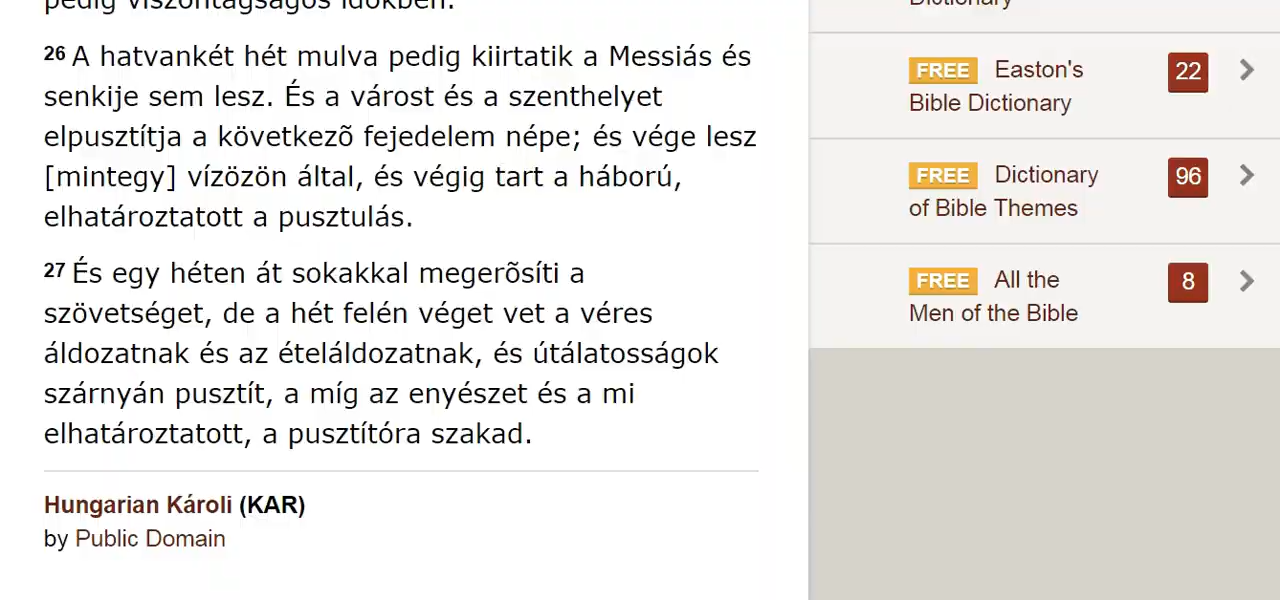 pedig viszontagságos időkben.
26 A hatvankét hét mulva pedig kiirtatik a Messiás és
senkije sem lesz. És a várost és a szenthelyet
elpusztítja a következõ fejedelem népe; és vége lesz
[mintegy] vízözön által, és végig tart a háború,
elhatároztatott a pusztulás.
27 És egy héten át sokakkal megerõsíti a
szövetséget, de a hét felén véget vet a véres
áldozatnak és az ételáldozatnak, és útálatosságok
szárnyán pusztít, a míg az enyészet és a mi
elhatároztatott, a pusztítóra szakad.
Hungarian Károli (KAR)
by Public Domain
Dictionary
FREE Easton's 22
Bible Dictionary
FREE Dictionary 96
of Bible Themes
FREE All the 8
Men of the Bible